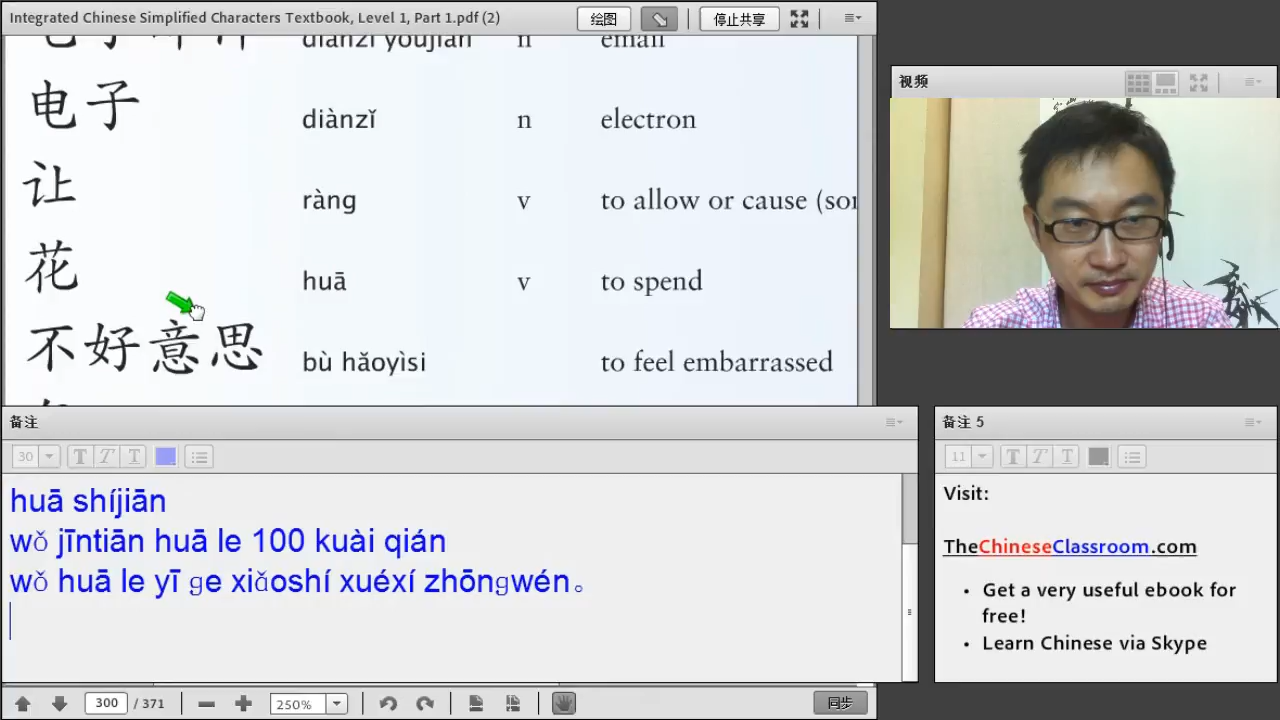 Integrated Chinese Simplified Characters Textbook, Level 1, Part 1.pdf (2)
绘图
停止共享
diànzǐ yóujiàn n email
电子 diànzǐ n electron
让 ràng v to allow or cause (so
花 huā v to spend
不好意思 bù hǎoyìsi to feel embarrassed
视频
备注
30
huā shíjiān
wǒ jīntiān huā le 100 kuài qián
wǒ huā le yī ge xiǎoshí xuéxí zhōngwén。
300 / 371
250%
同步
备注 5
11
Visit:
TheChineseClassroom.com
• Get a very useful ebook for
free!
• Learn Chinese via Skype